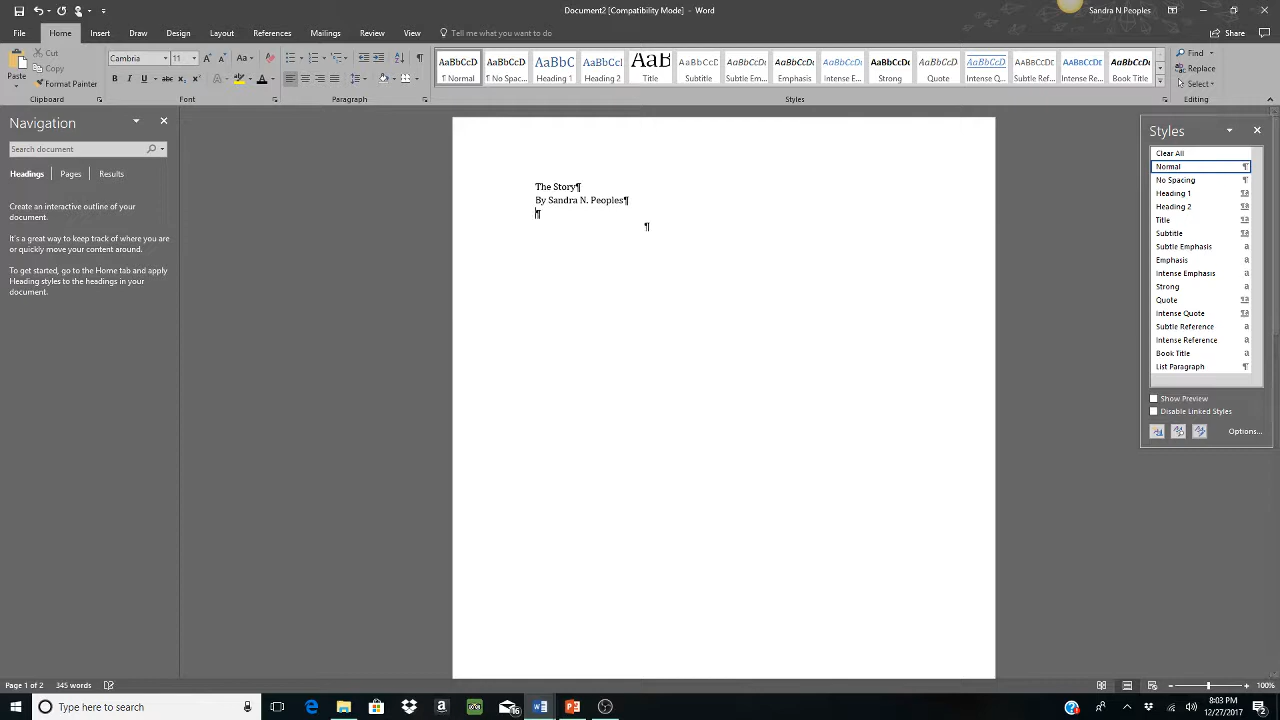 Document2 [Compatibility Mode] - Word
Sandra N Peoples
File Home Insert Draw Design Layout References Mailings Review View Tell me what you want to do
Share
Paste
Cut
Copy
Format Painter
Cambria 11
Clipboard
Font
Paragraph
AaBbCcD AaBbCcD AaBbC AaBbCcI AaB AaBbCcD AaBbCcDi AaBbCcDi AaBbCcDi AaBbCcDi AaBbCcDi AaBbCcD AABBCCDE AABBCCDE AaBbCcDi
¶ Normal ¶ No Spac... Heading 1 Heading 2 Title Subtitle Subtle Em... Emphasis Intense E... Strong Quote Intense Q... Subtle Ref... Intense Re... Book Title
Styles
Find
Replace
Select
Editing
Navigation
Search document
Headings Pages Results
Create an interactive outline of your
document.
It's a great way to keep track of where you are
or quickly move your content around.
To get started, go to the Home tab and apply
Heading styles to the headings in your
document.
The Story¶
By Sandra N. Peoples¶
¶
¶
Styles
Clear All
Normal ¶
No Spacing ¶
Heading 1 ¶a
Heading 2 ¶a
Title ¶a
Subtitle ¶a
Subtle Emphasis a
Emphasis a
Intense Emphasis a
Strong a
Quote ¶a
Intense Quote ¶a
Subtle Reference a
Intense Reference a
Book Title a
List Paragraph ¶
Show Preview
Disable Linked Styles
Options...
Page 1 of 2 345 words
100%
Type here to search
16
8:03 PM
12/27/2017
2